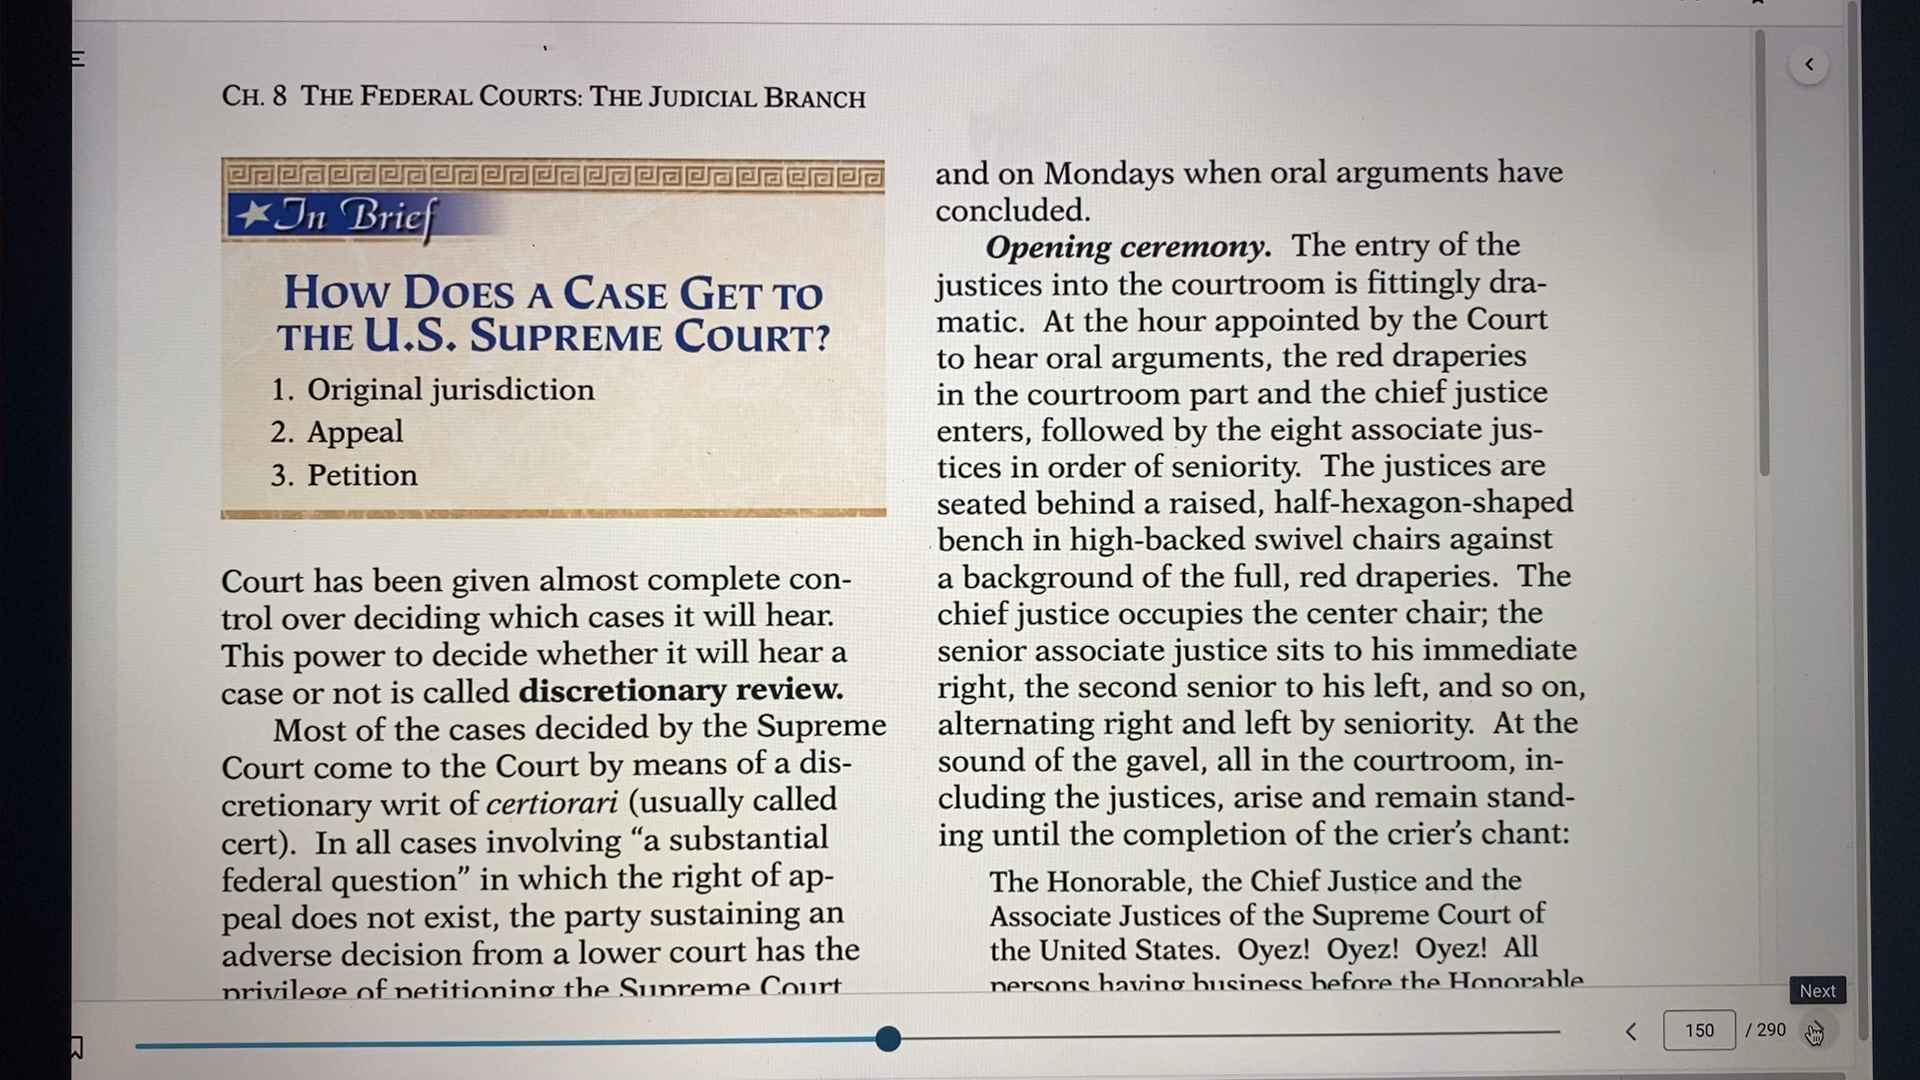 CH. 8 THE FEDERAL COURTS: THE JUDICIAL BRANCH
In Brief
HOW DOES A CASE GET TO
THE U.S. SUPREME COURT?
1. Original jurisdiction
2. Appeal
3. Petition
Court has been given almost complete con-
trol over deciding which cases it will hear.
This power to decide whether it will hear a
case or not is called discretionary review.
Most of the cases decided by the Supreme
Court come to the Court by means of a dis-
cretionary writ of certiorari (usually called
cert). In all cases involving “a substantial
federal question” in which the right of ap-
peal does not exist, the party sustaining an
adverse decision from a lower court has the
privilege of petitioning the Supreme Court
and on Mondays when oral arguments have
concluded.
Opening ceremony. The entry of the
justices into the courtroom is fittingly dra-
matic. At the hour appointed by the Court
to hear oral arguments, the red draperies
in the courtroom part and the chief justice
enters, followed by the eight associate jus-
tices in order of seniority. The justices are
seated behind a raised, half-hexagon-shaped
bench in high-backed swivel chairs against
a background of the full, red draperies. The
chief justice occupies the center chair; the
senior associate justice sits to his immediate
right, the second senior to his left, and so on,
alternating right and left by seniority. At the
sound of the gavel, all in the courtroom, in-
cluding the justices, arise and remain stand-
ing until the completion of the crier’s chant:
The Honorable, the Chief Justice and the
Associate Justices of the Supreme Court of
the United States. Oyez! Oyez! Oyez! All
persons having business before the Honorable
Next
150 / 290